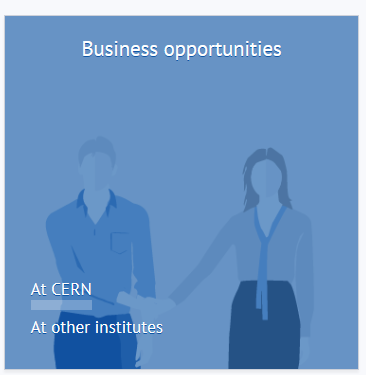 Business opportunities
At CERN
At other institutes